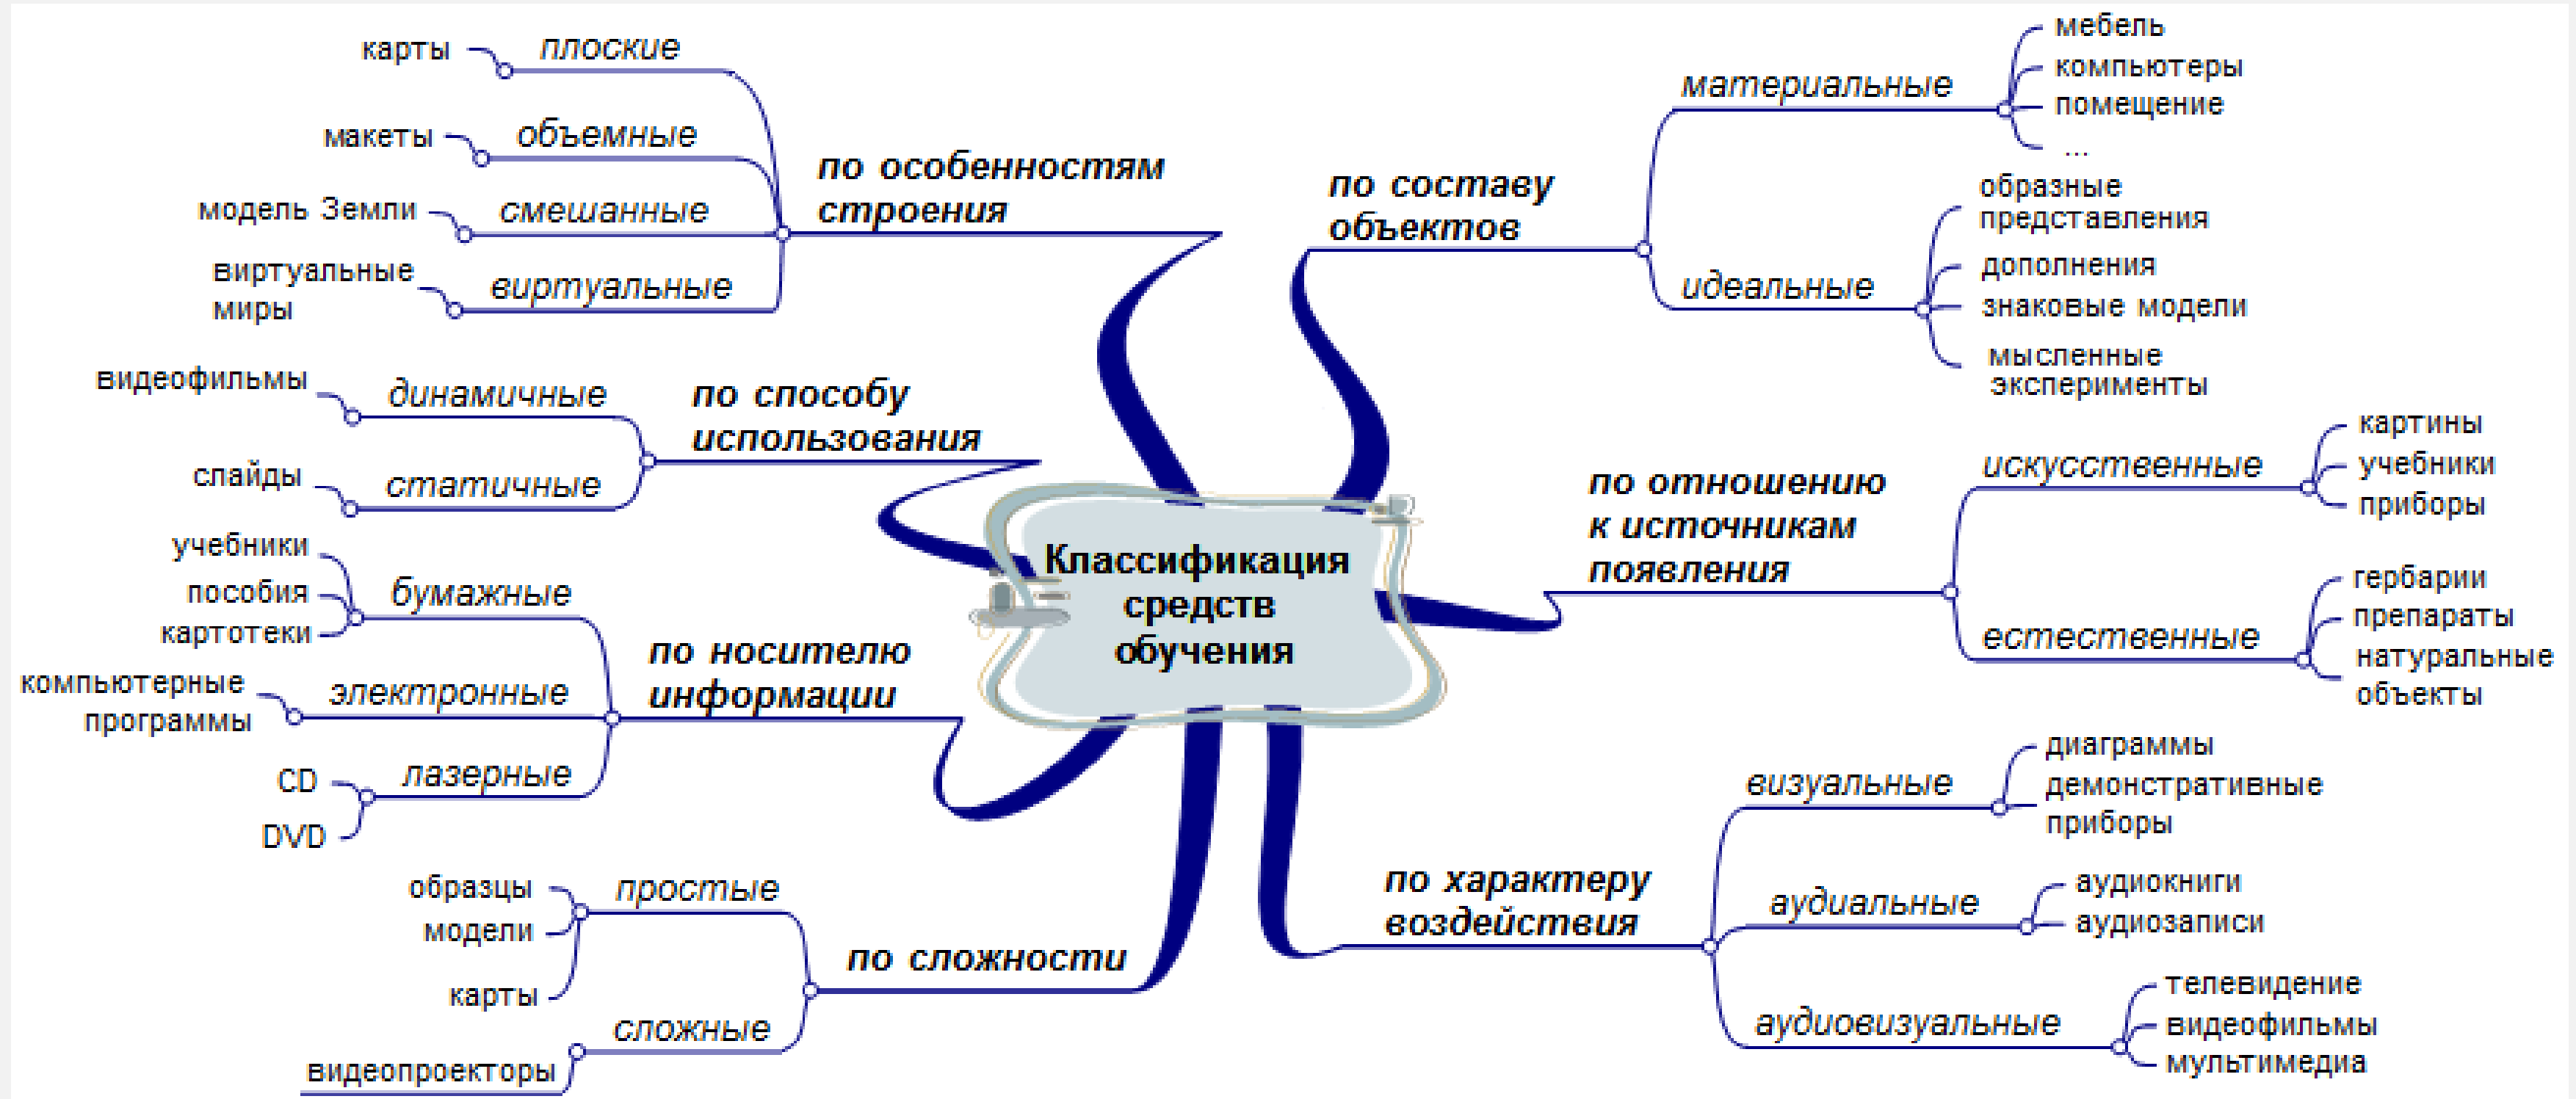 Классификация
средств
обучения
по составу
объектов
материальные
мебель
компьютеры
помещение
...
идеальные
образные
представления
дополнения
знаковые модели
мысленные
эксперименты
по отношению
к источникам
появления
искусственные
картины
учебники
приборы
естественные
гербарии
препараты
натуральные
объекты
по характеру
воздействия
визуальные
диаграммы
демонстративные
приборы
аудиальные
аудиокниги
аудиозаписи
аудиовизуальные
телевидение
видеофильмы
мультимедиа
по особенностям
строения
плоские
карты
объемные
макеты
смешанные
модель Земли
виртуальные
виртуальные
миры
по способу
использования
динамичные
видеофильмы
статичные
слайды
по носителю
информации
бумажные
учебники
пособия
картотеки
электронные
компьютерные
программы
лазерные
CD
DVD
по сложности
простые
образцы
модели
карты
сложные
видеопроекторы